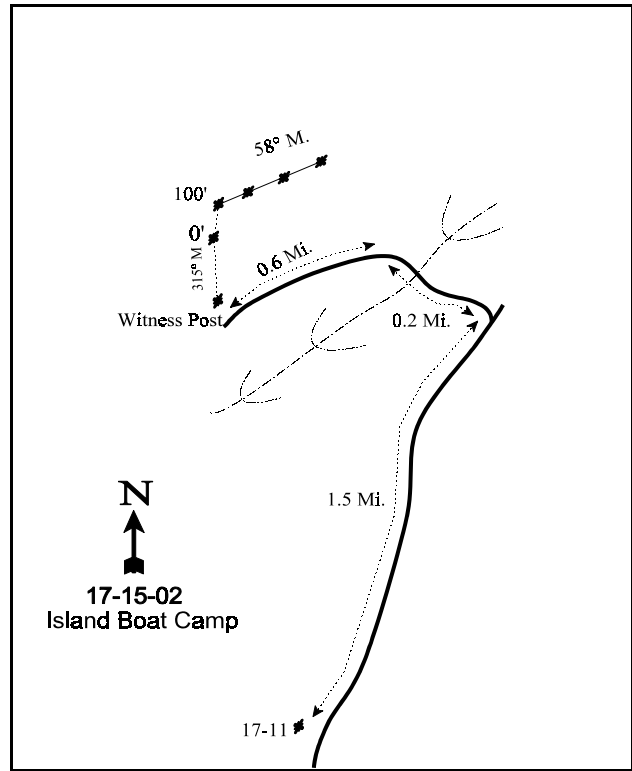 58° M.
100'
0'
315° M
0.6 Mi.
Witness Post
0.2 Mi.
1.5 Mi.
N
17-15-02
Island Boat Camp
17-11